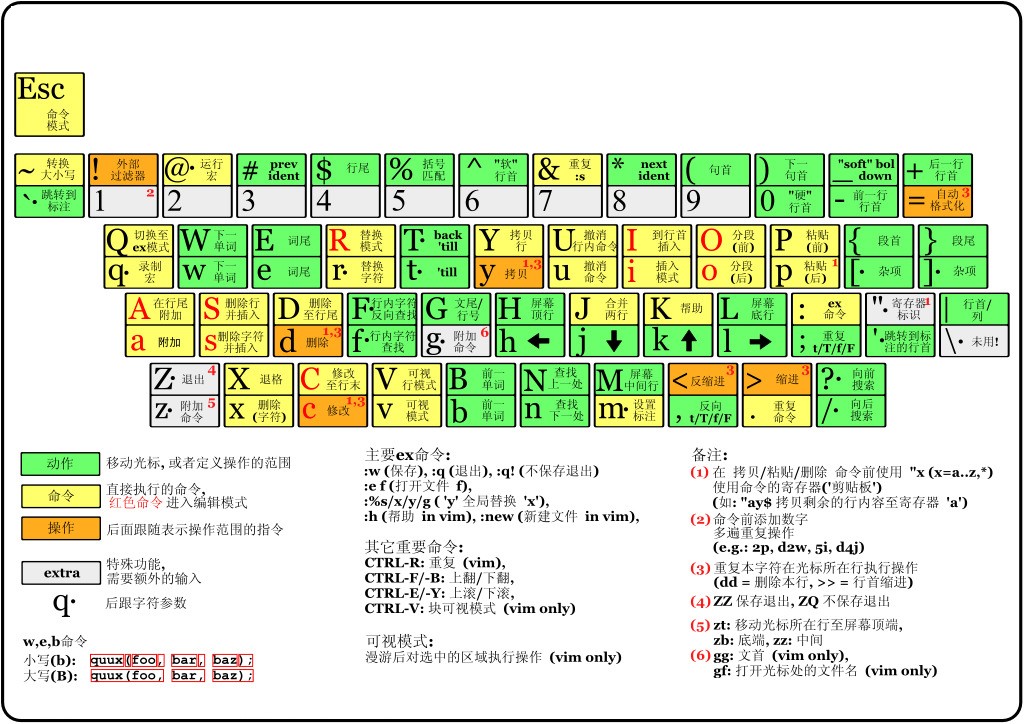 Esc
命令
模式
~ 转换
大小写
! 外部
过滤器
@· 运行
宏
# prev
ident
$ 行尾
% 括号
匹配
^ "软"
行首
& 重复
:s
* next
ident
( 句首
) 下一
句首
"soft" bol
_ down
+ 后一行
行首
`· 跳转到
标注
1 2
2
3
4
5
6
7
8
9
0 "硬"
行首
- 前一行
行首
= 自动 3
格式化
Q 切换至
ex模式
W 下一
单词
E 词尾
R 替换
模式
T· back
'till
Y 拷贝
行
U 撤消
行内命令
I 到行首
插入
O 分段
(前)
P 粘贴
(前)
{ 段首
} 段尾
q· 录制
宏
w 下一
单词
e 词尾
r· 替换
字符
t· 'till
y 拷贝 1,3
u 撤消
命令
i 插入
模式
o 分段
(后)
p 粘贴 1
(后)
[· 杂项
]· 杂项
A 在行尾
附加
S 删除行
并插入
D 删除
至行尾
F· 行内字符
反向查找
G 文尾/
行号
H 屏幕
顶行
J 合并
两行
K 帮助
L 屏幕
底行
: ex
命令
"· 寄存器 1
标识
| 行首/
列
a 附加
s 删除字符
并插入
d 删除 1,3
f· 行内字符
查找
g· 附加 6
命令
h ←
j ↓
k ↑
l →
; 重复
t/T/f/F
'· 跳转到标
注的行首
\· 未用!
Z· 退出 4
X 退格
C 修改
至行末
V 可视
行模式
B 前一
单词
N 查找
上一处
M 屏幕
中间行
< 反缩进 3
> 缩进 3
?· 向前
搜索
z· 附加 5
命令
x 删除
(字符)
c 修改 1,3
v 可视
模式
b 前一
单词
n 查找
下一处
m· 设置
标注
, 反向
t/T/f/F
. 重复
命令
/· 向后
搜索
动作 移动光标, 或者定义操作的范围
命令 直接执行的命令,
红色命令 进入编辑模式
操作 后面跟随表示操作范围的指令
extra 特殊功能,
需要额外的输入
q· 后跟字符参数
w,e,b命令
小写(b): quux(foo, bar, baz);
大写(B): quux(foo, bar, baz);
主要ex命令:
:w (保存), :q (退出), :q! (不保存退出)
:e f (打开文件 f),
:%s/x/y/g ( 'y' 全局替换 'x'),
:h (帮助 in vim), :new (新建文件 in vim),
其它重要命令:
CTRL-R: 重复 (vim),
CTRL-F/-B: 上翻/下翻,
CTRL-E/-Y: 上滚/下滚,
CTRL-V: 块可视模式 (vim only)
可视模式:
漫游后对选中的区域执行操作 (vim only)
备注:
(1) 在 拷贝/粘贴/删除 命令前使用 "x (x=a..z,*)
使用命令的寄存器('剪贴板')
(如: "ay$ 拷贝剩余的行内容至寄存器 'a')
(2) 命令前添加数字
多遍重复操作
(e.g.: 2p, d2w, 5i, d4j)
(3) 重复本字符在光标所在行执行操作
(dd = 删除本行, >> = 行首缩进)
(4) ZZ 保存退出, ZQ 不保存退出
(5) zt: 移动光标所在行至屏幕顶端,
zb: 底端, zz: 中间
(6) gg: 文首 (vim only),
gf: 打开光标处的文件名 (vim only)